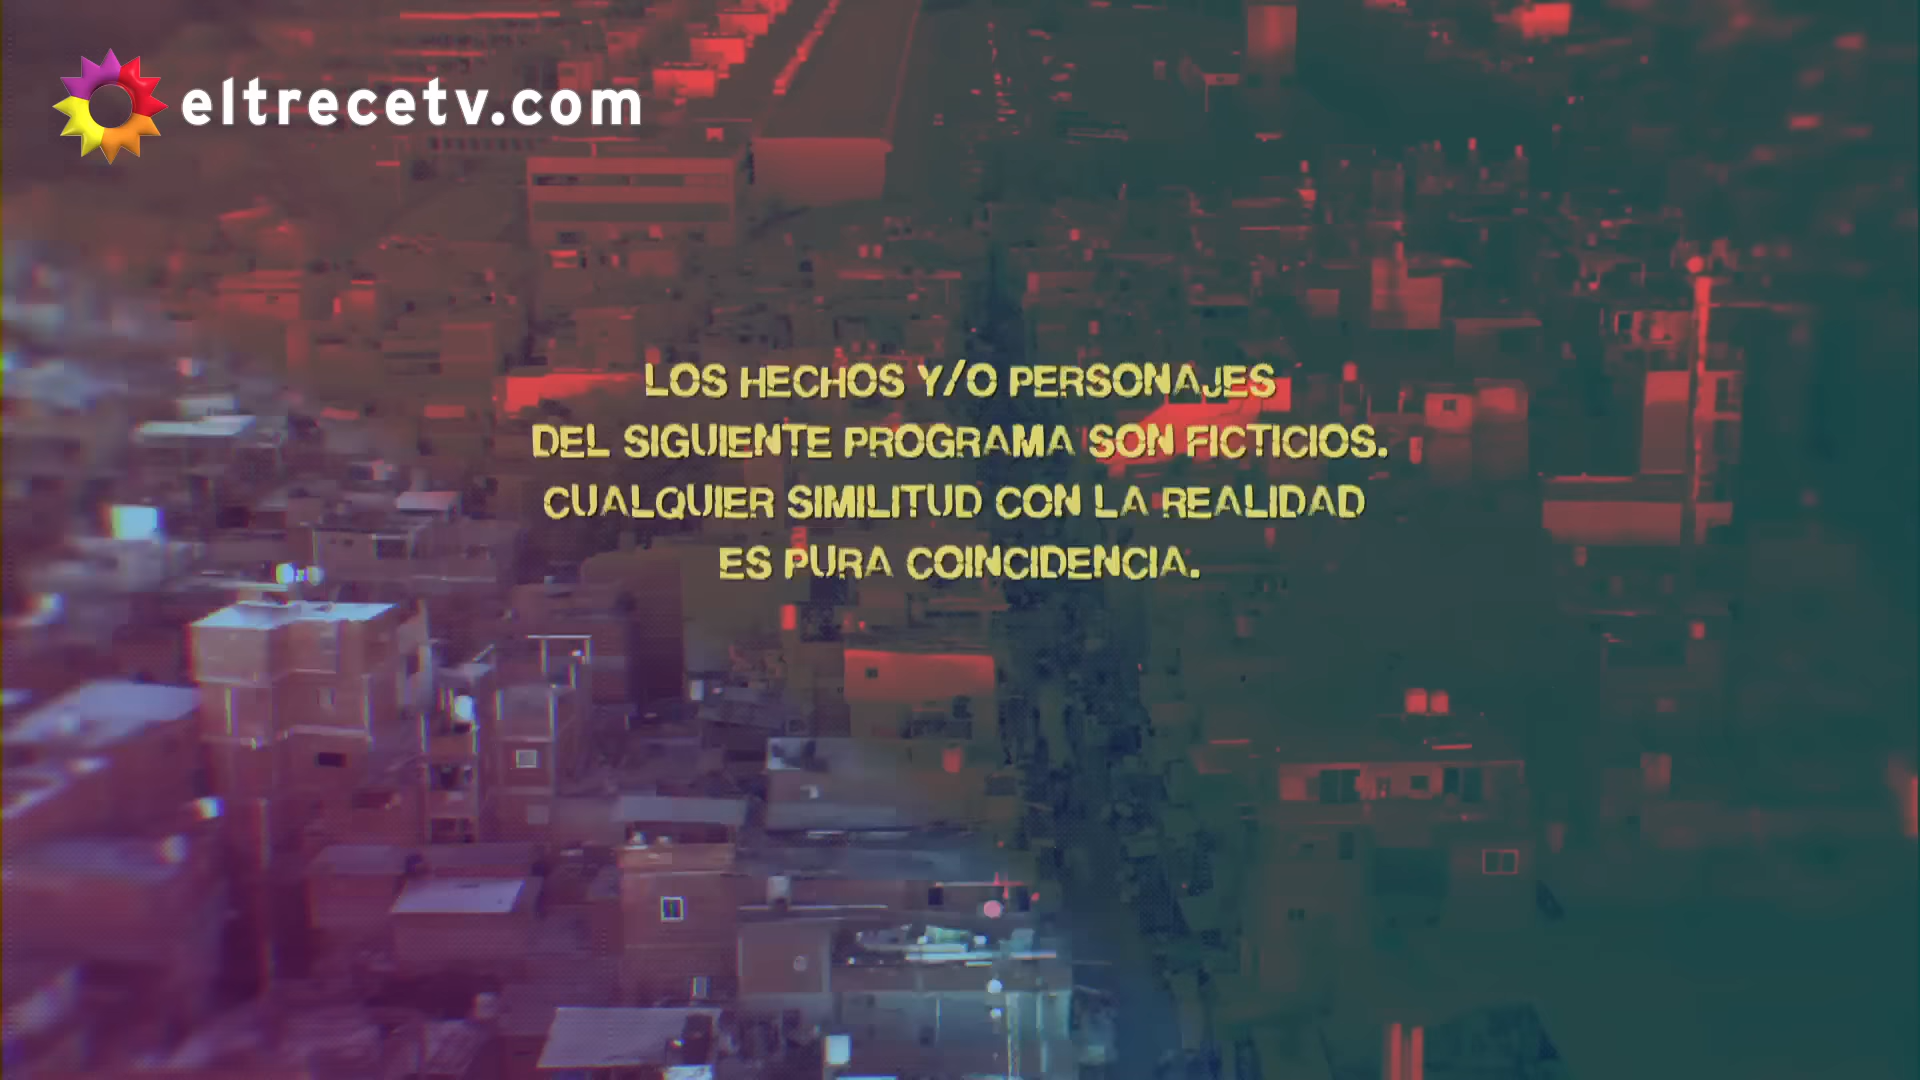 eltrecetv.com
LOS HECHOS Y/O PERSONAJES
DEL SIGUIENTE PROGRAMA SON FICTICIOS.
CUALQUIER SIMILITUD CON LA REALIDAD
ES PURA COINCIDENCIA.